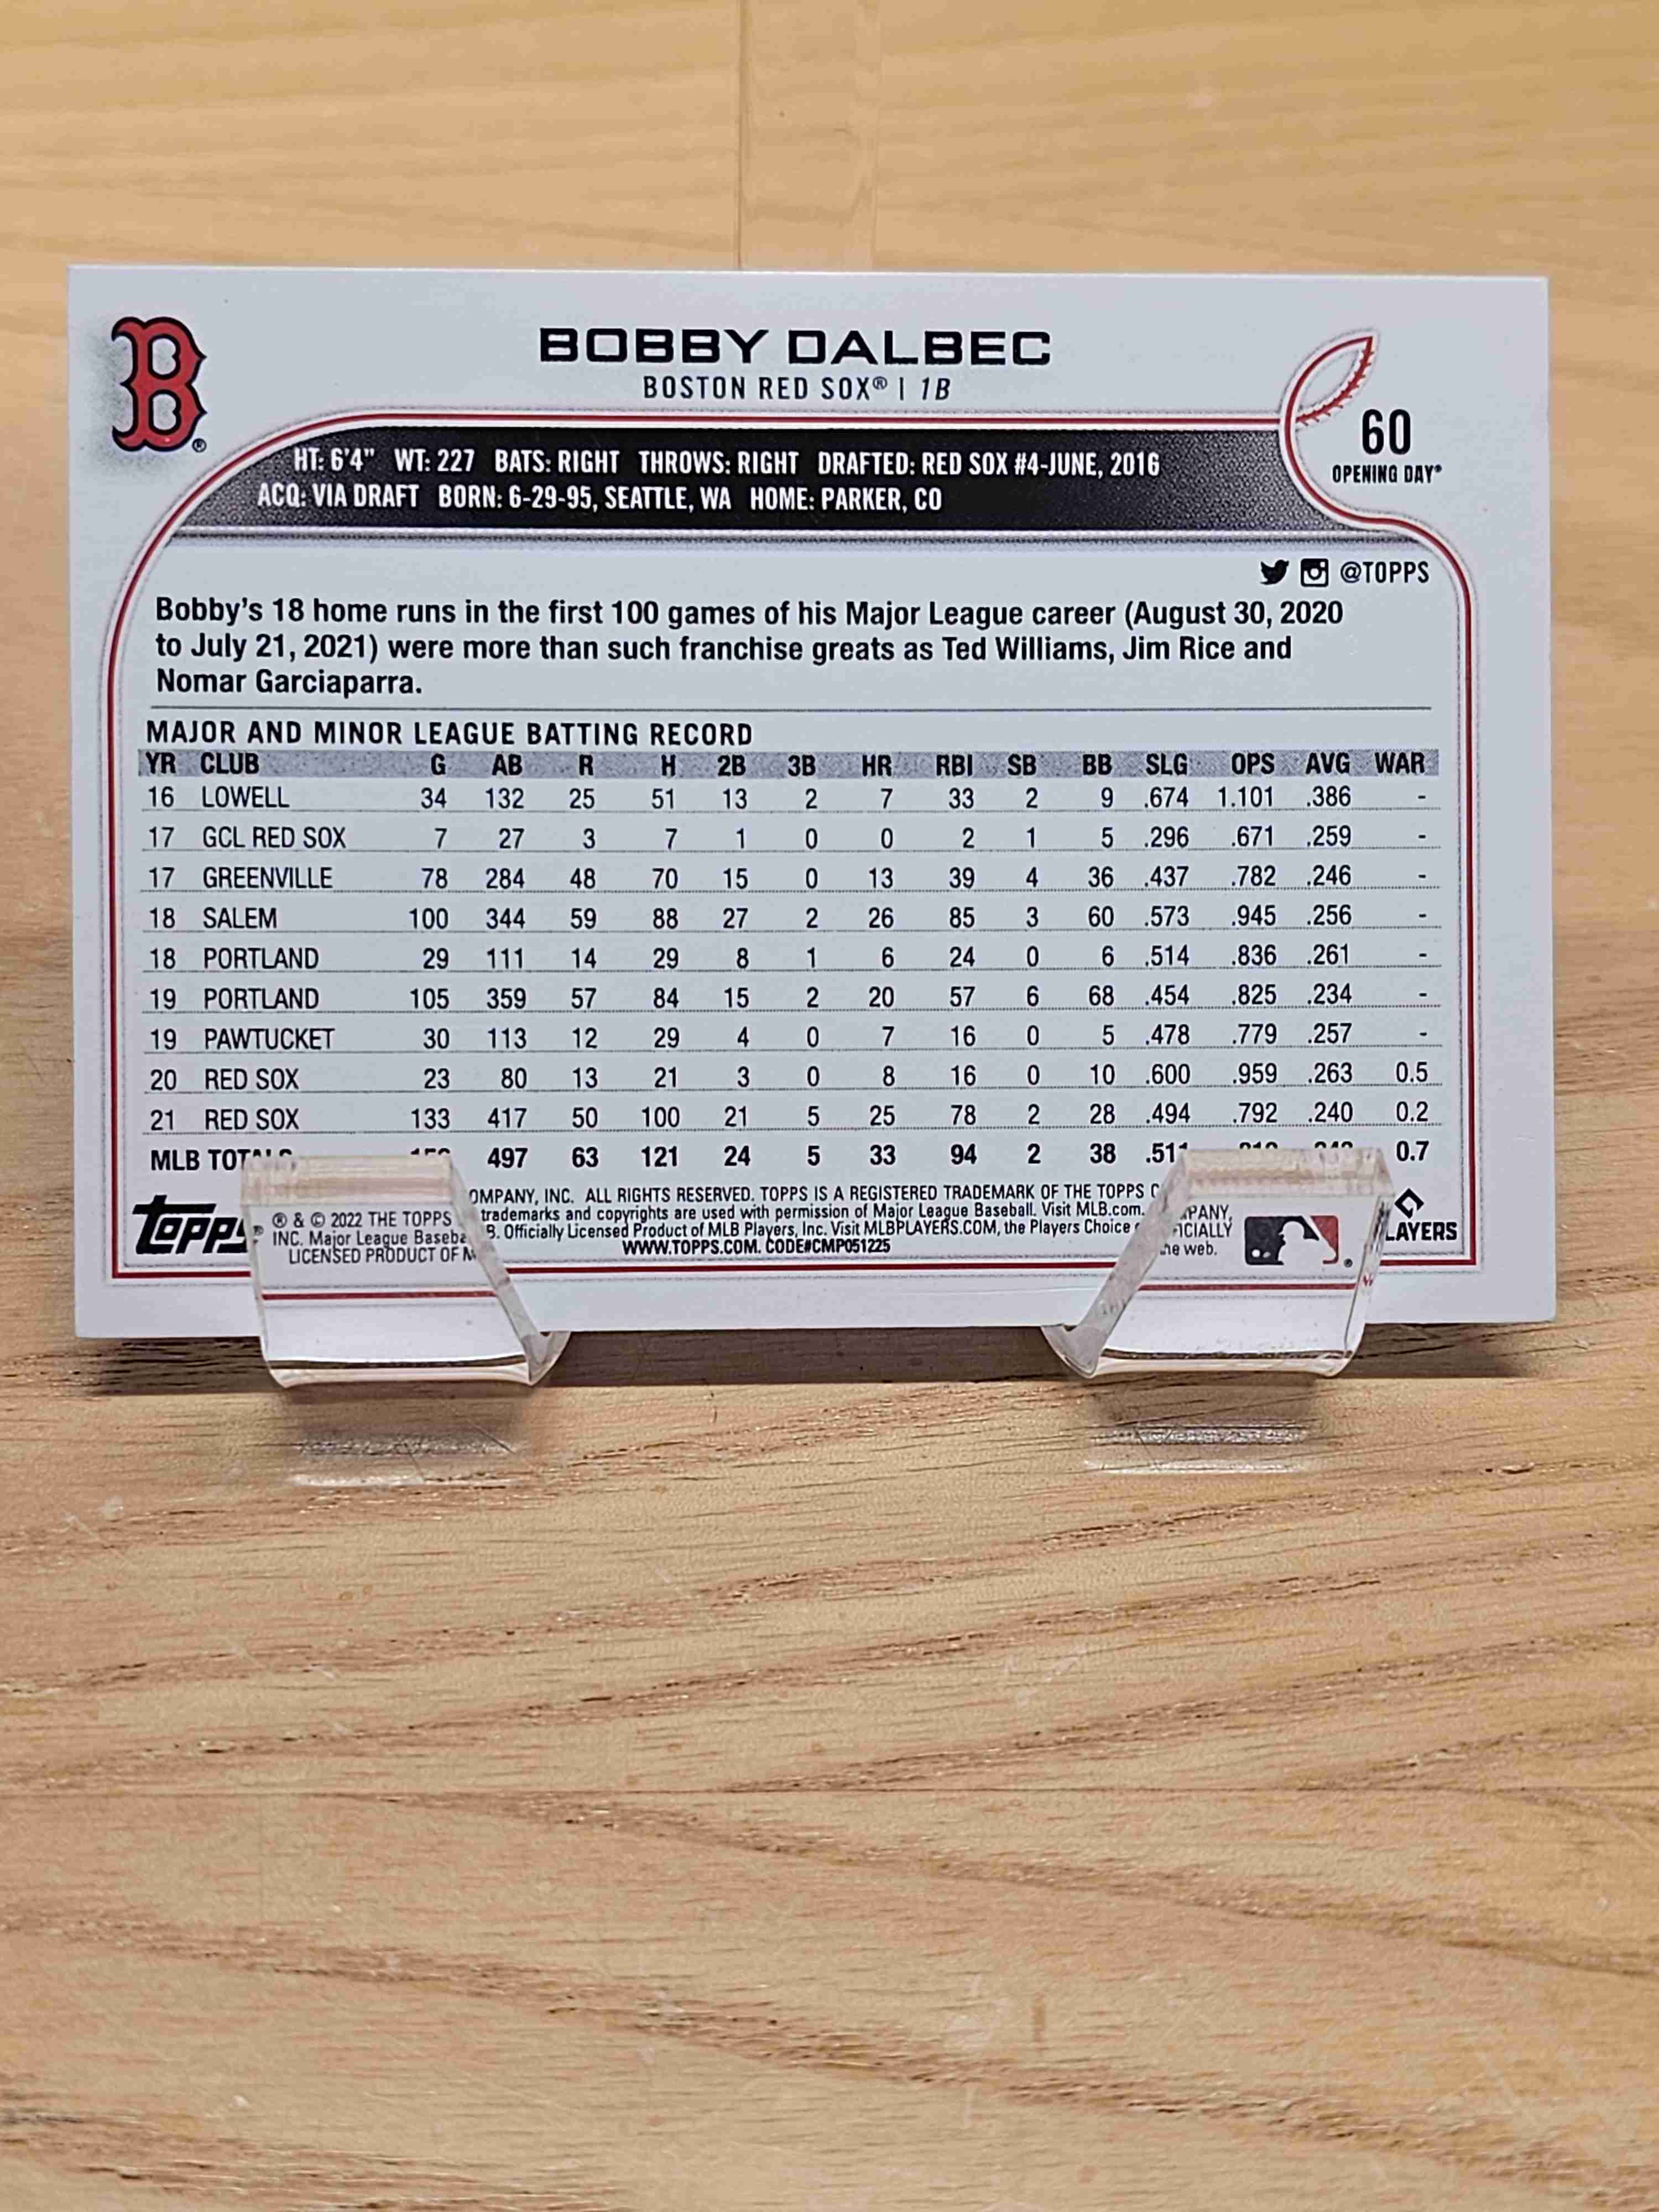 B
BOBBY DALBEC
BOSTON RED SOX® | 1B
60
OPENING DAY®
HT: 6'4" WT: 227 BATS: RIGHT THROWS: RIGHT DRAFTED: RED SOX #4-JUNE, 2016
ACQ: VIA DRAFT BORN: 6-29-95, SEATTLE, WA HOME: PARKER, CO
@TOPPS
Bobby's 18 home runs in the first 100 games of his Major League career (August 30, 2020
to July 21, 2021) were more than such franchise greats as Ted Williams, Jim Rice and
Nomar Garciaparra.
MAJOR AND MINOR LEAGUE BATTING RECORD
YR CLUB G AB R H 2B 3B HR RBI SB BB SLG OPS AVG WAR
16 LOWELL 34 132 25 51 13 2 7 33 2 9 .674 1.101 .386 -
17 GCL RED SOX 7 27 3 7 1 0 0 2 1 5 .296 .671 .259 -
17 GREENVILLE 78 284 48 70 15 0 13 39 4 36 .437 .782 .246 -
18 SALEM 100 344 59 88 27 2 26 85 3 60 .573 .945 .256 -
18 PORTLAND 29 111 14 29 8 1 6 24 0 6 .514 .836 .261 -
19 PORTLAND 105 359 57 84 15 2 20 57 6 68 .454 .825 .234 -
19 PAWTUCKET 30 113 12 29 4 0 7 16 0 5 .478 .779 .257 -
20 RED SOX 23 80 13 21 3 0 8 16 0 10 .600 .959 .263 0.5
21 RED SOX 133 417 50 100 21 5 25 78 2 28 .494 .792 .240 0.2
MLB TOTALS 497 63 121 24 5 33 94 2 38 .511 0.7
Topps®
® & © 2022 THE TOPPS OMPANY, INC. ALL RIGHTS RESERVED. TOPPS IS A REGISTERED TRADEMARK OF THE TOPPS C PANY,
INC. Major League Baseba trademarks and copyrights are used with permission of Major League Baseball. Visit MLB.com. ICIALLY
LICENSED PRODUCT OF M B. Officially Licensed Product of MLB Players, Inc. Visit MLBPLAYERS.COM, the Players Choice he web.
WWW.TOPPS.COM. CODE#CMP051225
LAYERS